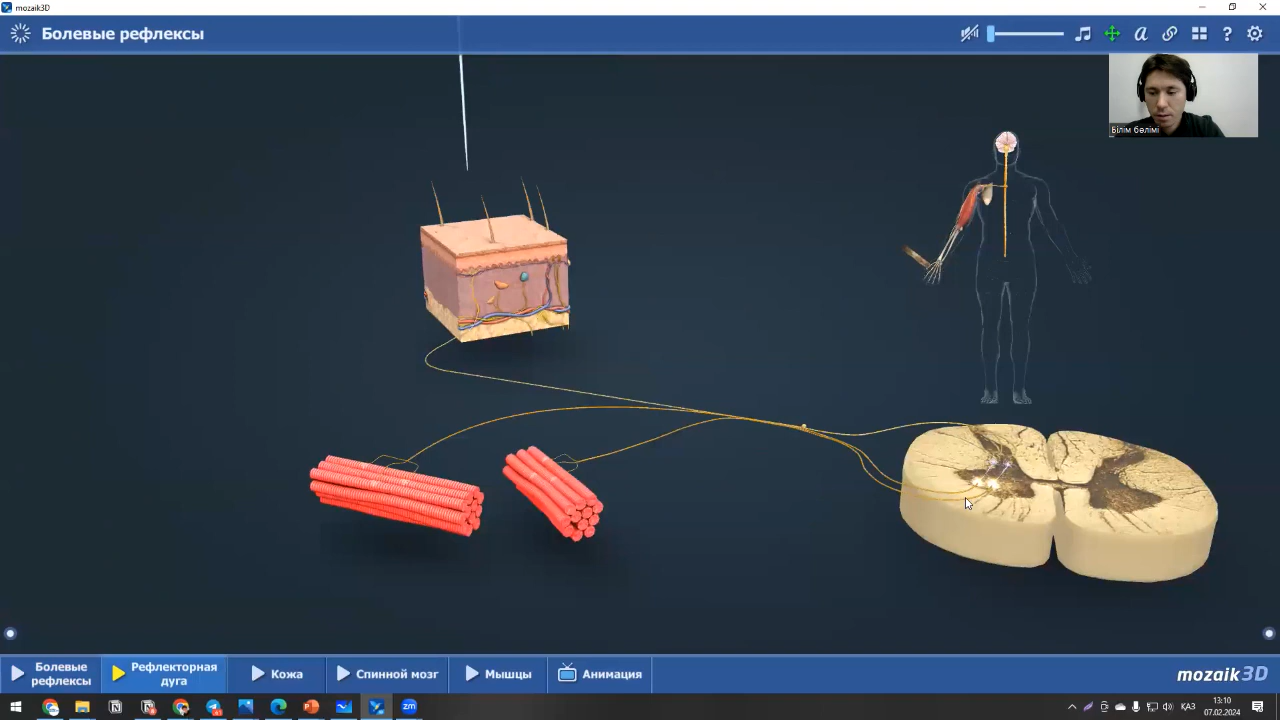 mozaik3D
Болевые рефлексы
a
?
Білім бөлімі
Болевые
рефлексы
Рефлекторная
дуга
Кожа
Спинной мозг
Мышцы
Анимация
mozaik3D
zm
ҚАЗ
13:10
07.02.2024